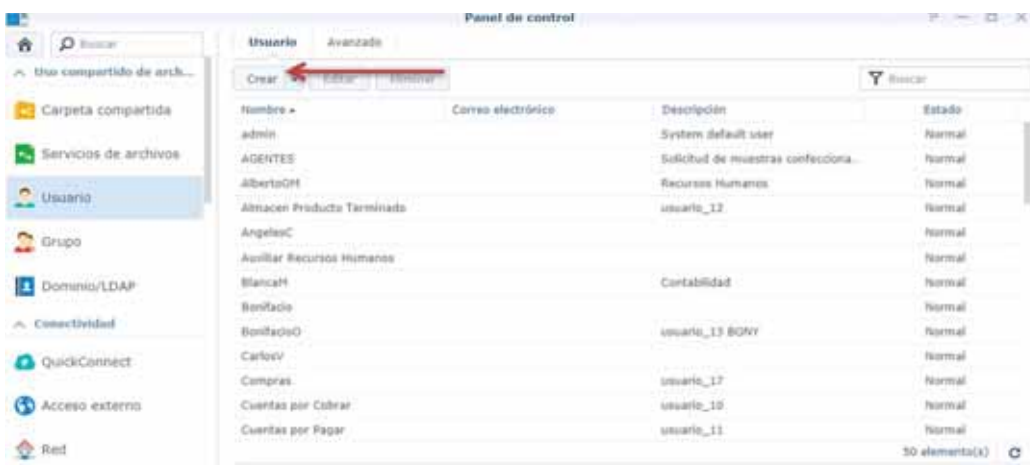 Panel de control
Buscar
Usuario Avanzado
Uso compartido de arch...
Crear Editar Eliminar Buscar
Carpeta compartida
Servicios de archivos
Usuario
Grupo
Dominio/LDAP
Conectividad
QuickConnect
Acceso externo
Red
Nombre Correo electrónico Descripción Estado
admin System default user Normal
AGENTES Solicitud de muestras confecciona... Normal
AlbertoGM Recursos Humanos Normal
Almacen Producto Terminado usuario_12 Normal
AngelesC Normal
Auxiliar Recursos Humanos Normal
BlancaM Contabilidad Normal
Bonifacio Normal
BonifacioO usuario_13 BONY Normal
CarlosV Normal
Compras usuario_17 Normal
Cuentas por Cobrar usuario_10 Normal
Cuentas por Pagar usuario_11 Normal
50 elemento(s)